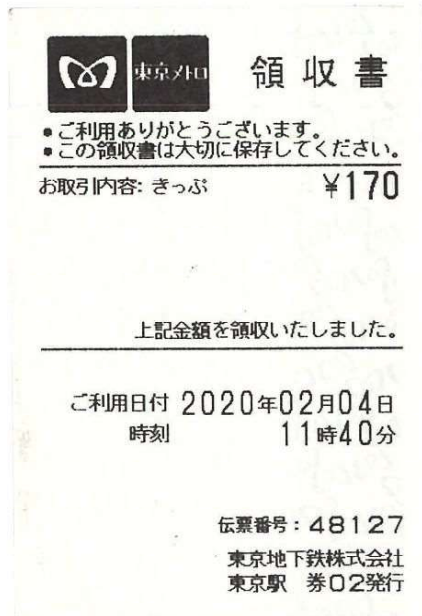 東京メトロ 領収書
•ご利用ありがとうございます。
•この領収書は大切に保存してください。
お取引内容: きっぷ ¥170
上記金額を領収いたしました。
ご利用日付 2020年02月04日
時刻 11時40分
伝票番号:48127
東京地下鉄株式会社
東京駅 券02発行